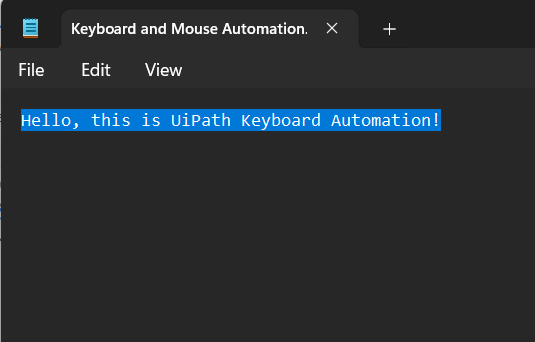 Keyboard and Mouse Automation.
File Edit View
Hello, this is UiPath Keyboard Automation!